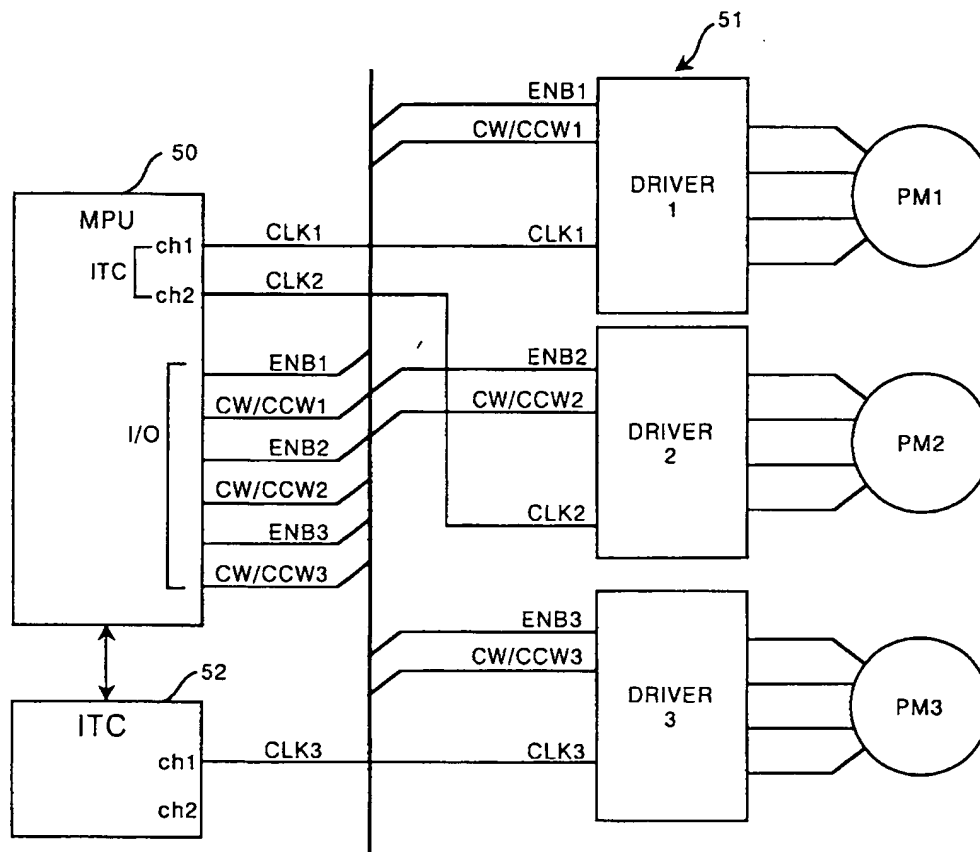 51
ENB1
CW/CCW1
50
DRIVER
1
PM1
MPU
ch1
CLK1
CLK1
ITC
ch2
CLK2
ENB1
ENB2
CW/CCW1
CW/CCW2
I/O
DRIVER
2
PM2
ENB2
CW/CCW2
CLK2
ENB3
CW/CCW3
ENB3
CW/CCW3
52
DRIVER
3
PM3
ITC
ch1
CLK3
CLK3
ch2